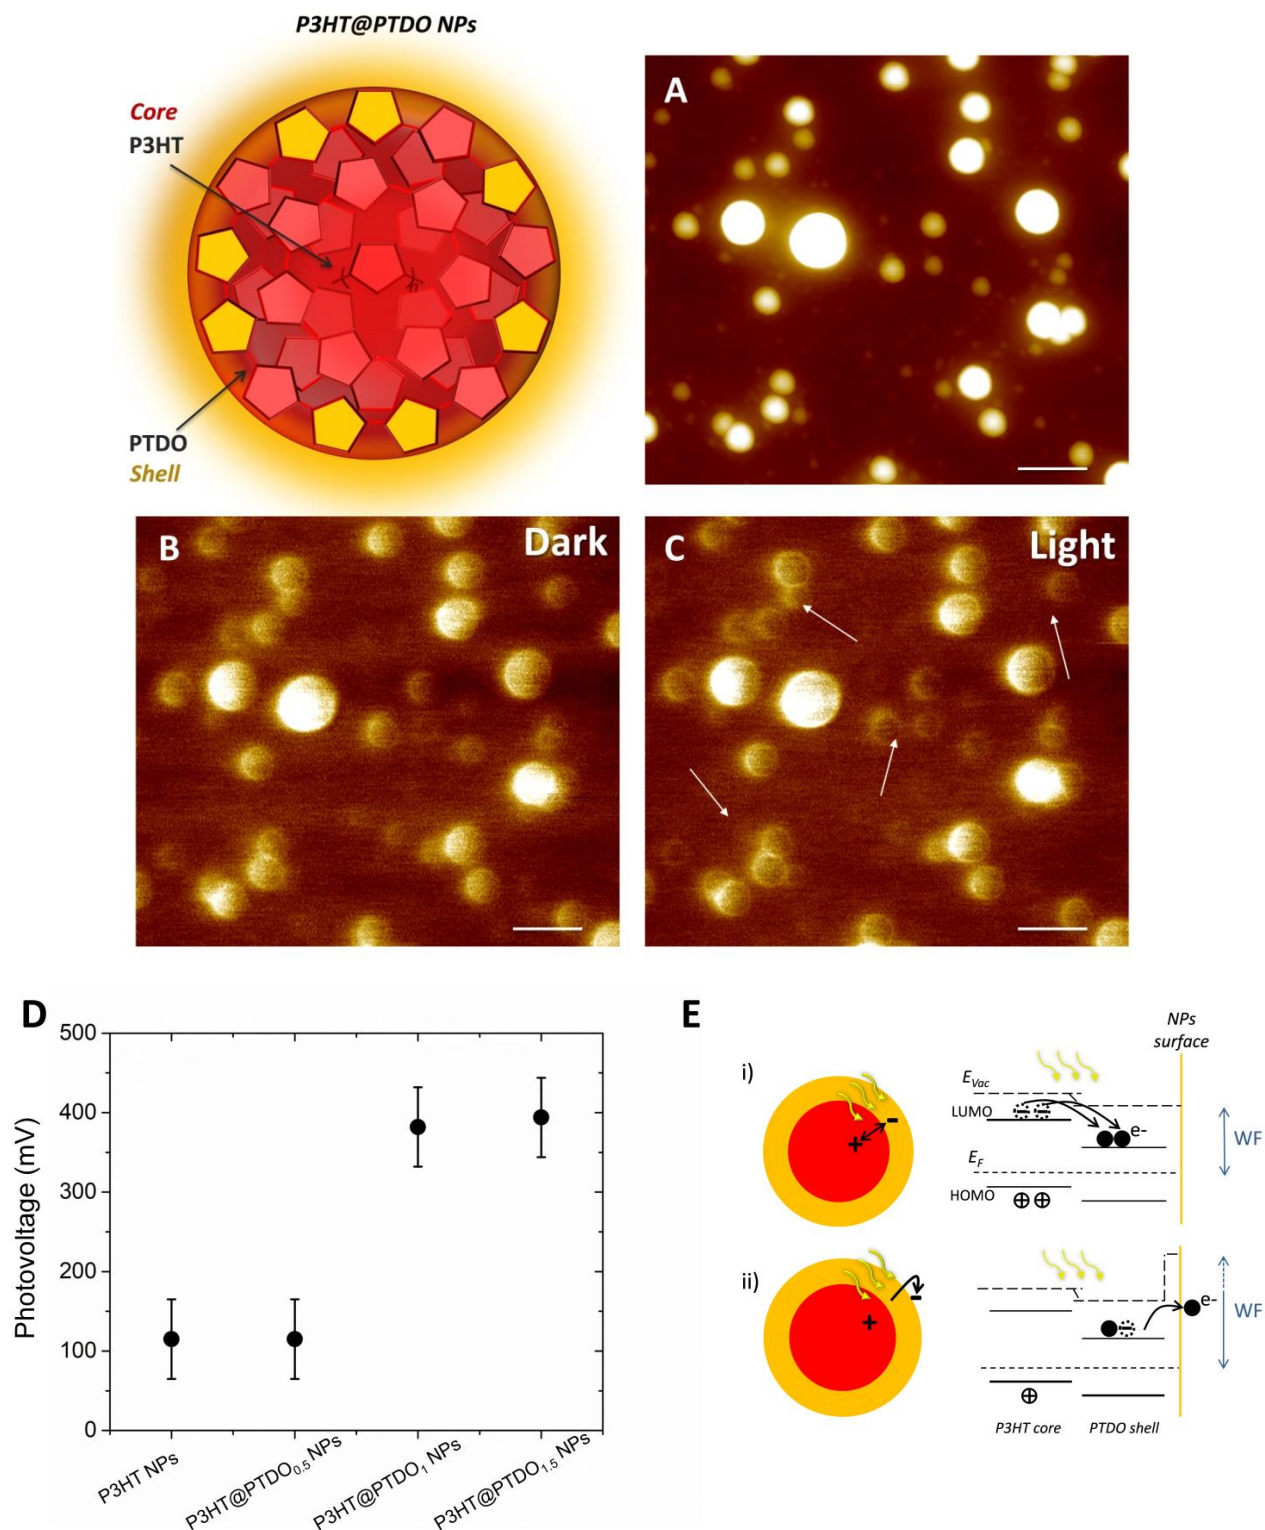 P3HT@PTDO NPs
Core
P3HT
PTDO
Shell
A
B
Dark
C
Light
D
500
400
300
200
100
0
Photovoltage (mV)
P3HT NPs
P3HT@PTDO₀.₅ NPs
P3HT@PTDO₁ NPs
P3HT@PTDO₁.₅ NPs
E
NPs
surface
i)
+
-
E_Vac
LUMO
e-
E_F
HOMO
WF
ii)
+
-
e-
WF
P3HT core
PTDO shell